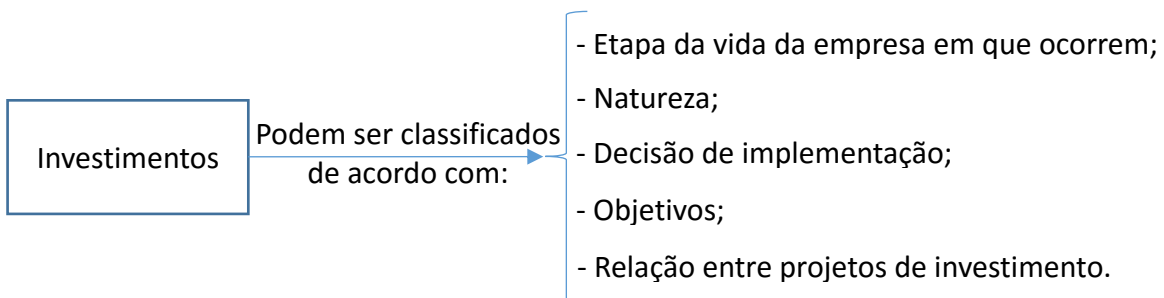 Investimentos
Podem ser classificados
de acordo com:
- Etapa da vida da empresa em que ocorrem;
- Natureza;
- Decisão de implementação;
- Objetivos;
- Relação entre projetos de investimento.